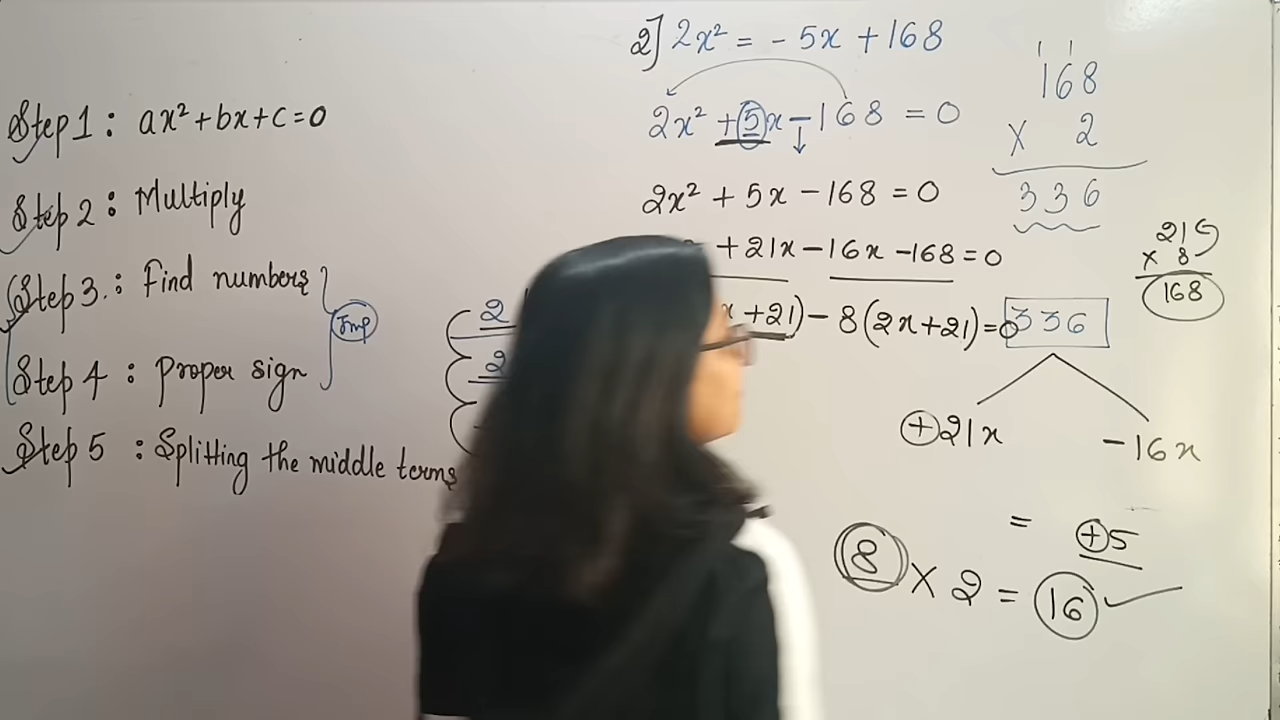 Step 1 : ax² + bx + c = 0
Step 2 : Multiply
Step 3 : Find numbers
Imp
Step 4 : Proper sign
Step 5 : Splitting the middle terms
2
2
2] 2x² = - 5x + 168
2x² + 5x - 168 = 0
2x² + 5x - 168 = 0
+ 21x - 16x - 168 = 0
x + 21) - 8(2x + 21) = 0
168
x 2
336
21
x 8
168
336
+21x
-16x
= +5
8 x 2 = 16